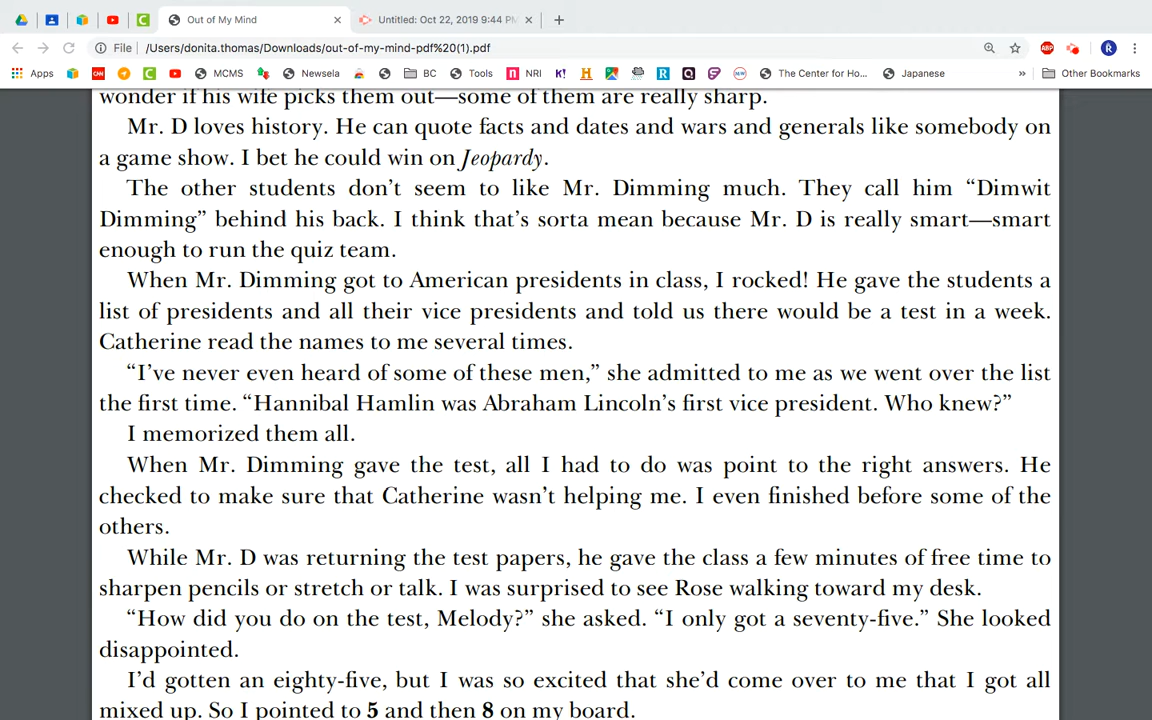 Out of My Mind
Untitled: Oct 22, 2019 9:44 PM
File /Users/donita.thomas/Downloads/out-of-my-mind-pdf%20(1).pdf
Apps CNN MCMS Newsela BC Tools NRI K! The Center for Ho... Japanese » Other Bookmarks
wonder if his wife picks them out—some of them are really sharp.
Mr. D loves history. He can quote facts and dates and wars and generals like somebody on
a game show. I bet he could win on Jeopardy.
The other students don’t seem to like Mr. Dimming much. They call him “Dimwit
Dimming” behind his back. I think that’s sorta mean because Mr. D is really smart—smart
enough to run the quiz team.
When Mr. Dimming got to American presidents in class, I rocked! He gave the students a
list of presidents and all their vice presidents and told us there would be a test in a week.
Catherine read the names to me several times.
“I’ve never even heard of some of these men,” she admitted to me as we went over the list
the first time. “Hannibal Hamlin was Abraham Lincoln’s first vice president. Who knew?”
I memorized them all.
When Mr. Dimming gave the test, all I had to do was point to the right answers. He
checked to make sure that Catherine wasn’t helping me. I even finished before some of the
others.
While Mr. D was returning the test papers, he gave the class a few minutes of free time to
sharpen pencils or stretch or talk. I was surprised to see Rose walking toward my desk.
“How did you do on the test, Melody?” she asked. “I only got a seventy-five.” She looked
disappointed.
I’d gotten an eighty-five, but I was so excited that she’d come over to me that I got all
mixed up. So I pointed to 5 and then 8 on my board.